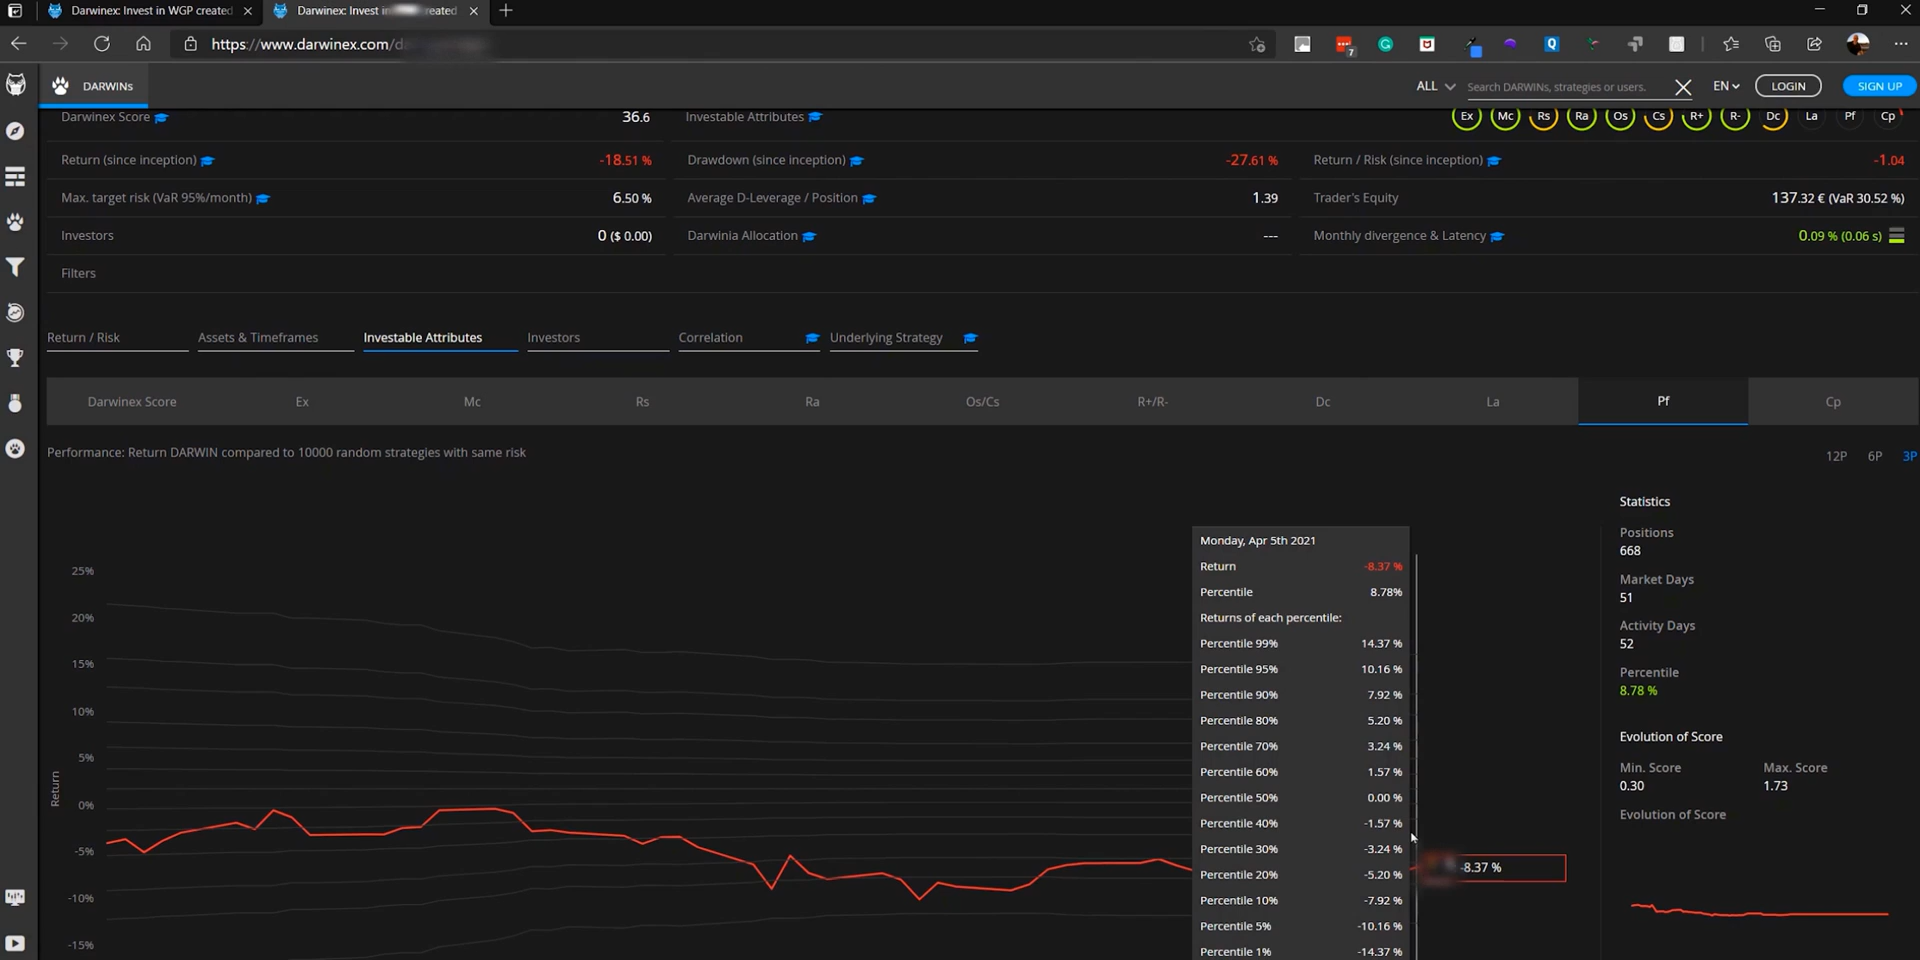 Darwinex: Invest in WGP created
Darwinex: Invest in created
https://www.darwinex.com/d
7
DARWINs
ALL
Search DARWINs, strategies or users.
EN
LOGIN
SIGN UP
Darwinex Score 36.6
Investable Attributes Ex Mc Rs Ra Os Cs R+ R- Dc La Pf Cp
Return (since inception) -18.51 %
Drawdown (since inception) -27.61 %
Return / Risk (since inception) -1.04
Max. target risk (VaR 95%/month) 6.50 %
Average D-Leverage / Position 1.39
Trader's Equity 137.32 € (VaR 30.52 %)
Investors 0 ($ 0.00)
Darwinia Allocation ---
Monthly divergence & Latency 0.09 % (0.06 s)
Filters
Return / Risk Assets & Timeframes Investable Attributes Investors Correlation Underlying Strategy
Darwinex Score Ex Mc Rs Ra Os/Cs R+/R- Dc La Pf Cp
Performance: Return DARWIN compared to 10000 random strategies with same risk
12P 6P 3P
25%
20%
15%
10%
5%
0%
-5%
-10%
-15%
Return
Monday, Apr 5th 2021
Return -8.37 %
Percentile 8.78%
Returns of each percentile:
Percentile 99% 14.37 %
Percentile 95% 10.16 %
Percentile 90% 7.92 %
Percentile 80% 5.20 %
Percentile 70% 3.24 %
Percentile 60% 1.57 %
Percentile 50% 0.00 %
Percentile 40% -1.57 %
Percentile 30% -3.24 %
Percentile 20% -5.20 %
Percentile 10% -7.92 %
Percentile 5% -10.16 %
Percentile 1% -14.37 %
-8.37 %
Statistics
Positions
668
Market Days
51
Activity Days
52
Percentile
8.78 %
Evolution of Score
Min. Score Max. Score
0.30 1.73
Evolution of Score